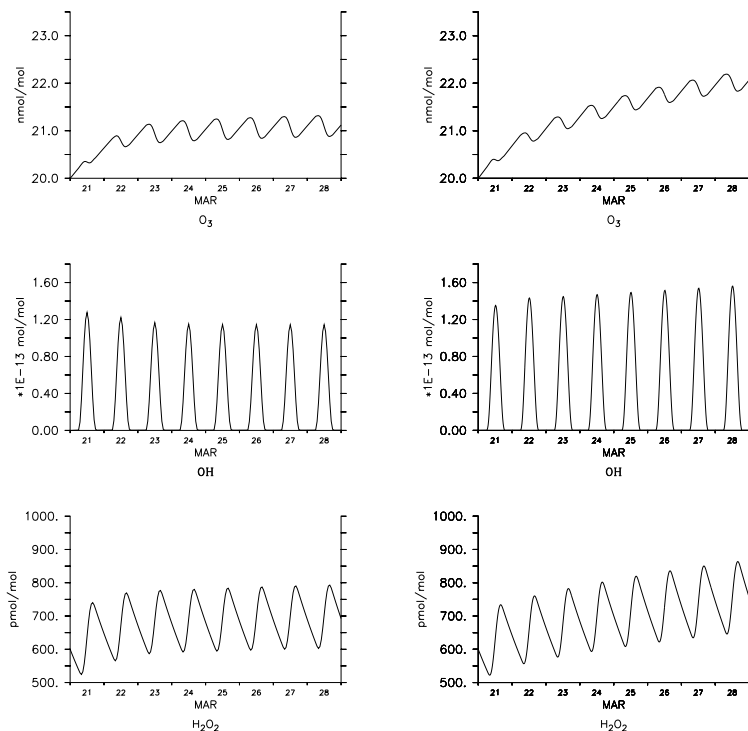 23.0
22.0
21.0
20.0
nmol/mol
21 22 23 24 25 26 27 28
MAR
O₃
23.0
22.0
21.0
20.0
nmol/mol
21 22 23 24 25 26 27 28
MAR
O₃
1.60
1.20
0.80
0.40
0.00
*1E−13 mol/mol
21 22 23 24 25 26 27 28
MAR
OH
1.60
1.20
0.80
0.40
0.00
*1E−13 mol/mol
21 22 23 24 25 26 27 28
MAR
OH
1000.
900.
800.
700.
600.
500.
pmol/mol
21 22 23 24 25 26 27 28
MAR
H₂O₂
1000.
900.
800.
700.
600.
500.
pmol/mol
21 22 23 24 25 26 27 28
MAR
H₂O₂